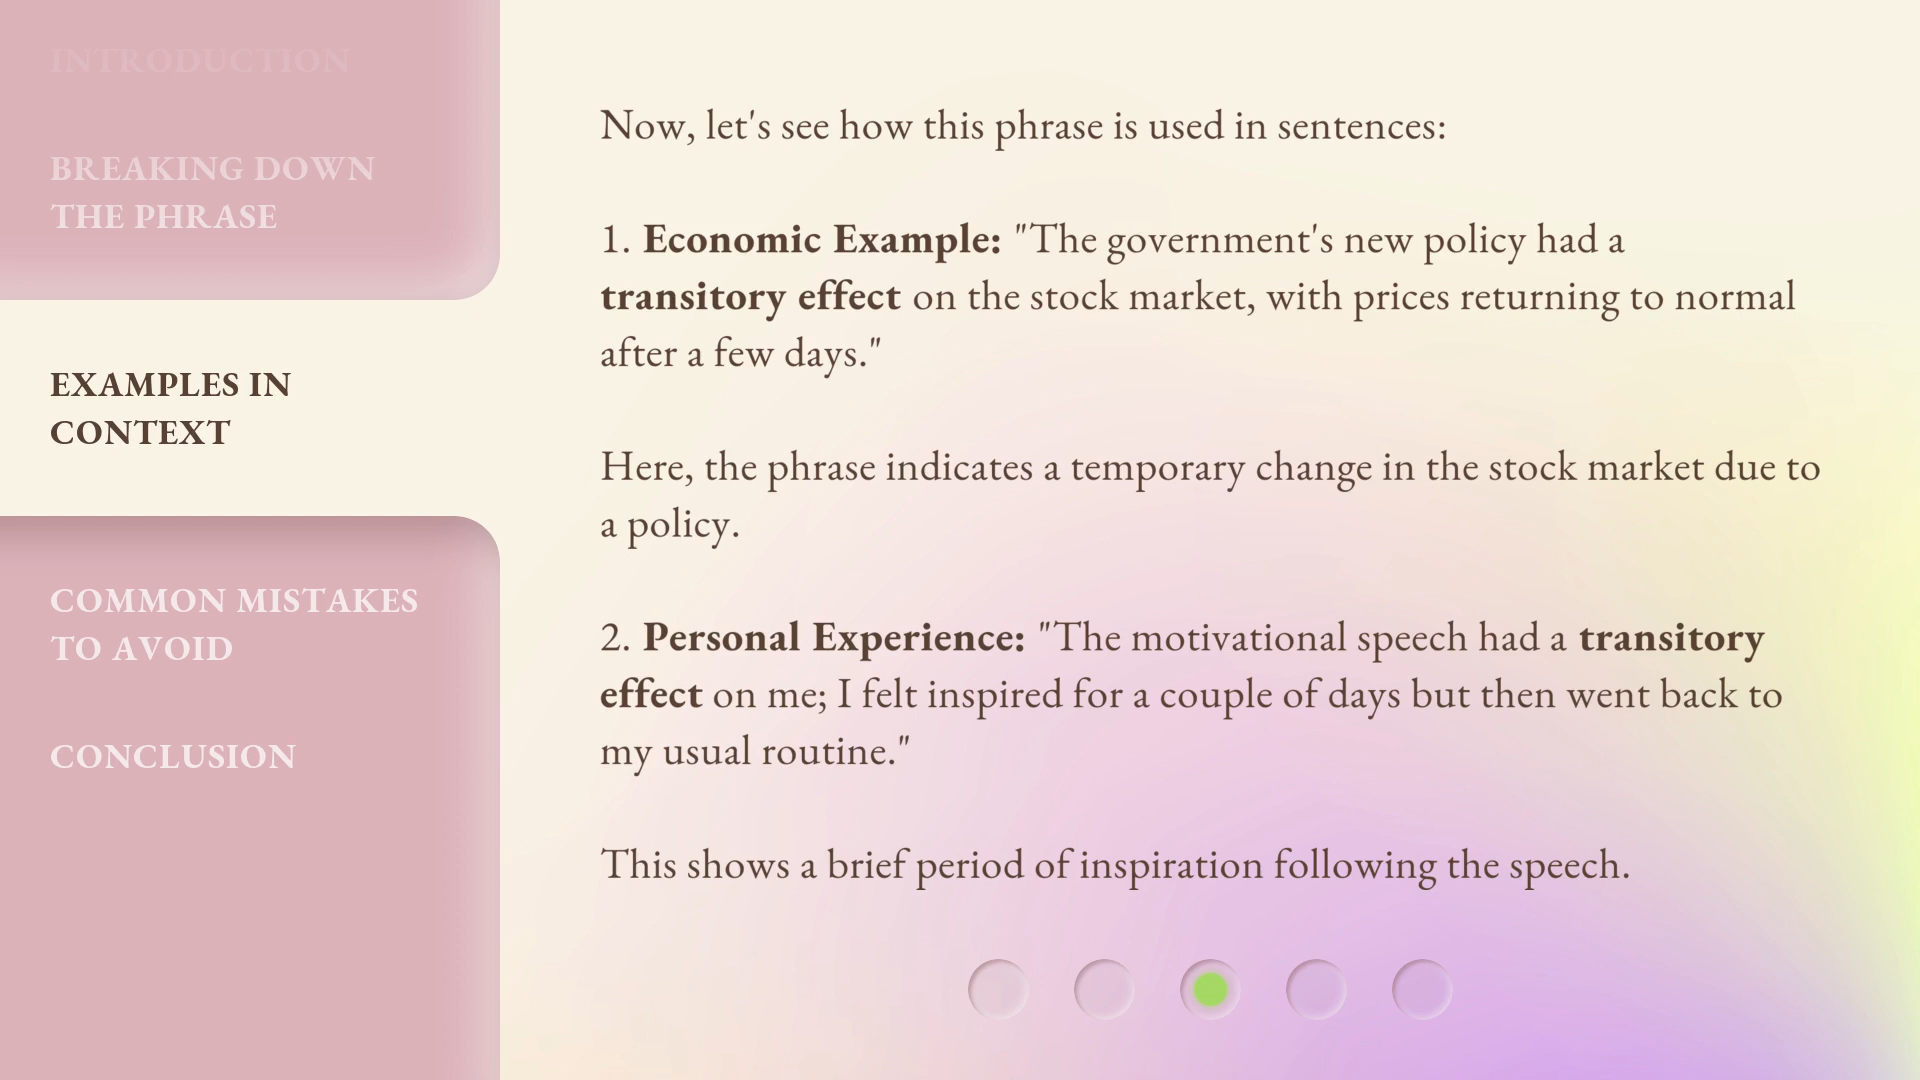 INTRODUCTION
BREAKING DOWN
THE PHRASE
EXAMPLES IN
CONTEXT
COMMON MISTAKES
TO AVOID
CONCLUSION
Now, let's see how this phrase is used in sentences:
1. Economic Example: "The government's new policy had a
transitory effect on the stock market, with prices returning to normal
after a few days."
Here, the phrase indicates a temporary change in the stock market due to
a policy.
2. Personal Experience: "The motivational speech had a transitory
effect on me; I felt inspired for a couple of days but then went back to
my usual routine."
This shows a brief period of inspiration following the speech.